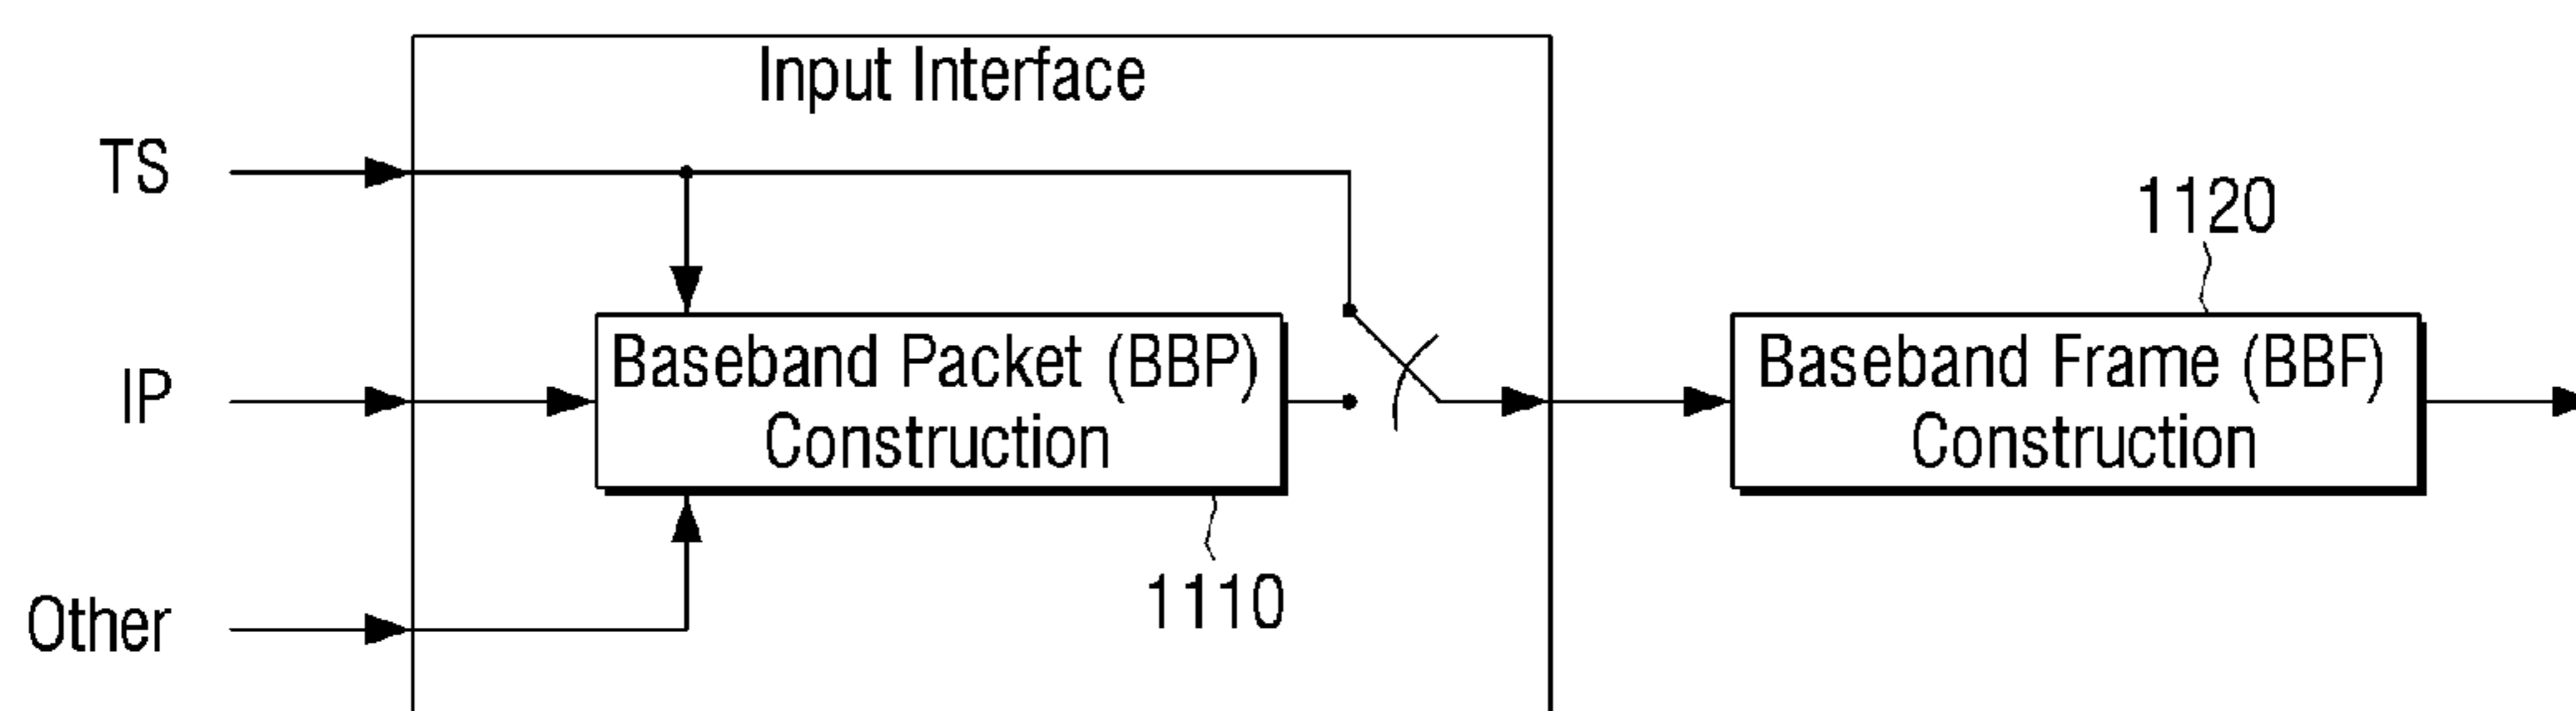 Input Interface
TS
1120
Baseband Packet (BBP)
Construction
Baseband Frame (BBF)
Construction
IP
1110
Other